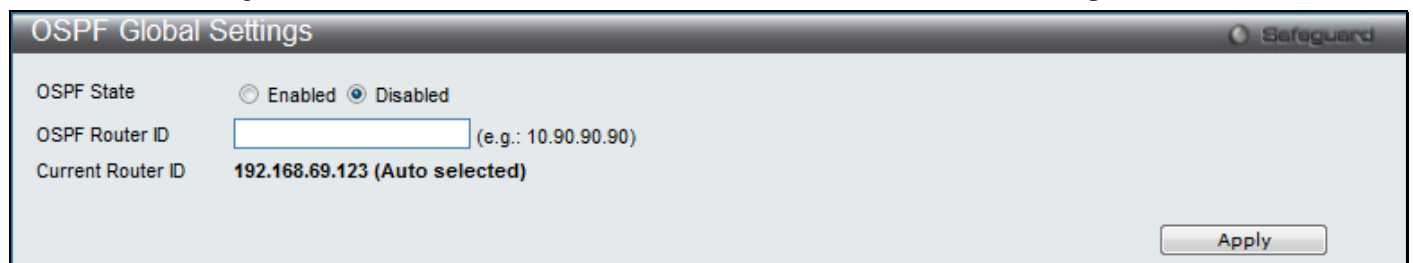 OSPF Global Settings
Safeguard
OSPF State Enabled Disabled
OSPF Router ID (e.g.: 10.90.90.90)
Current Router ID 192.168.69.123 (Auto selected)
Apply